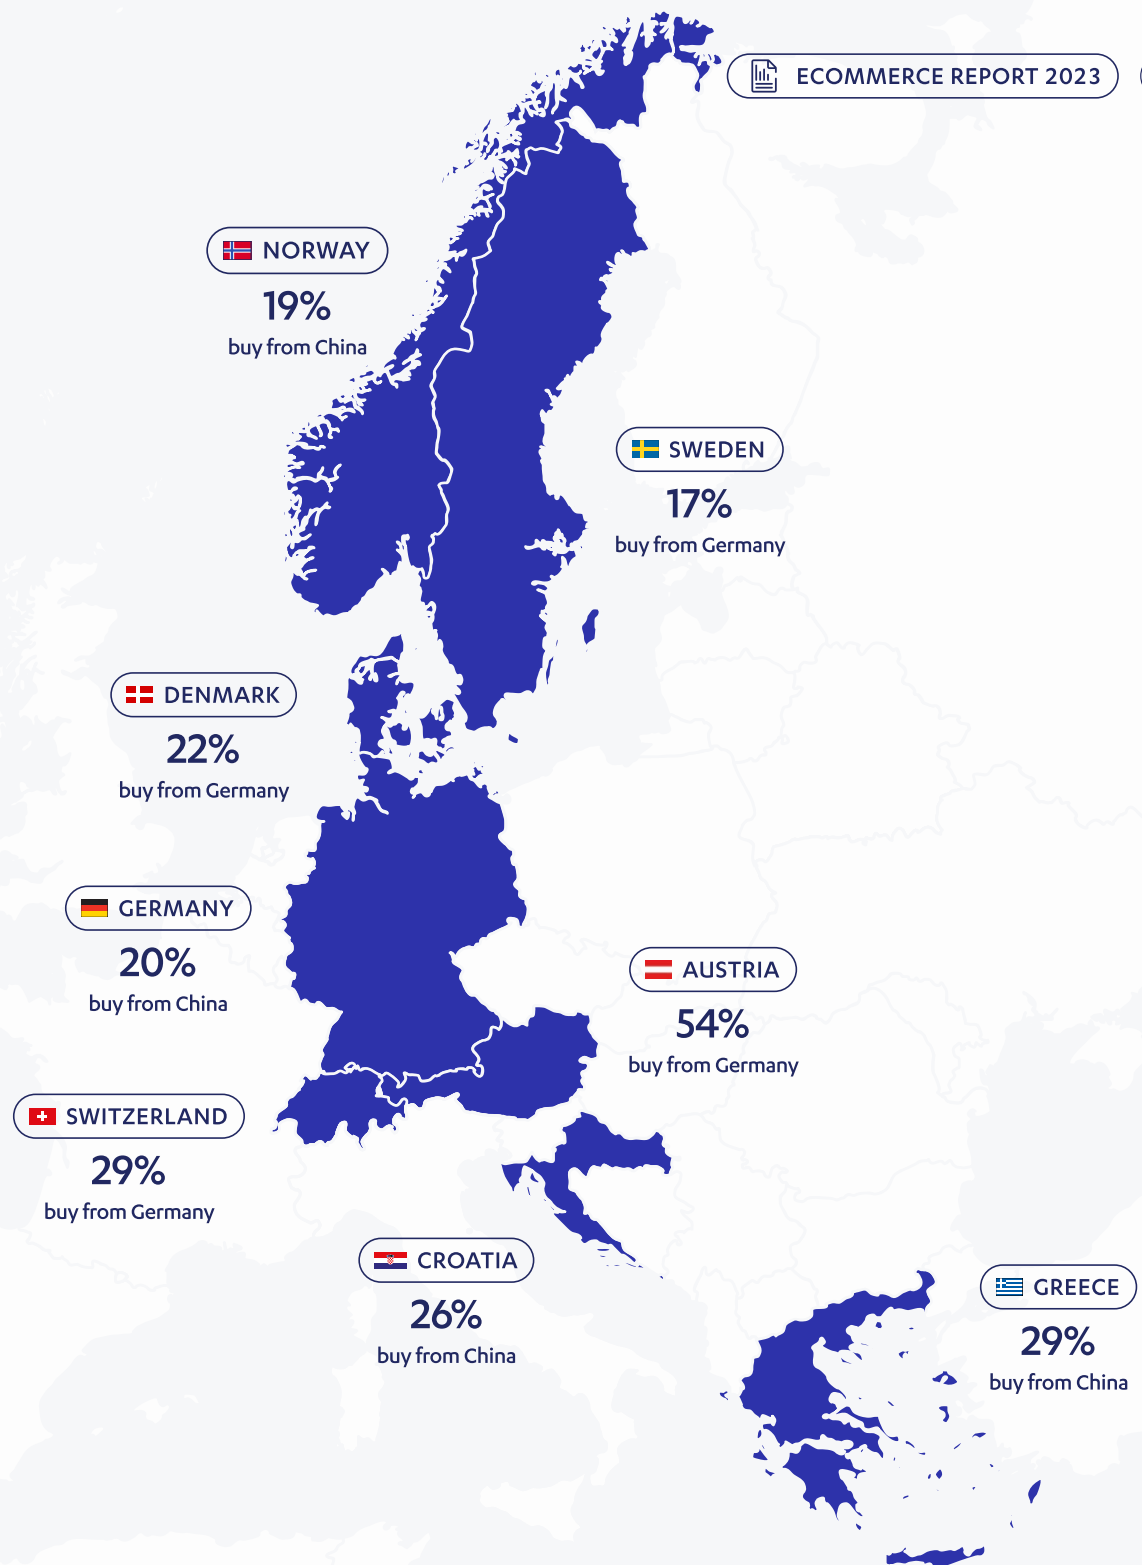 ECOMMERCE REPORT 2023
NORWAY
19%
buy from China
SWEDEN
17%
buy from Germany
DENMARK
22%
buy from Germany
GERMANY
20%
buy from China
AUSTRIA
54%
buy from Germany
SWITZERLAND
29%
buy from Germany
CROATIA
26%
buy from China
GREECE
29%
buy from China